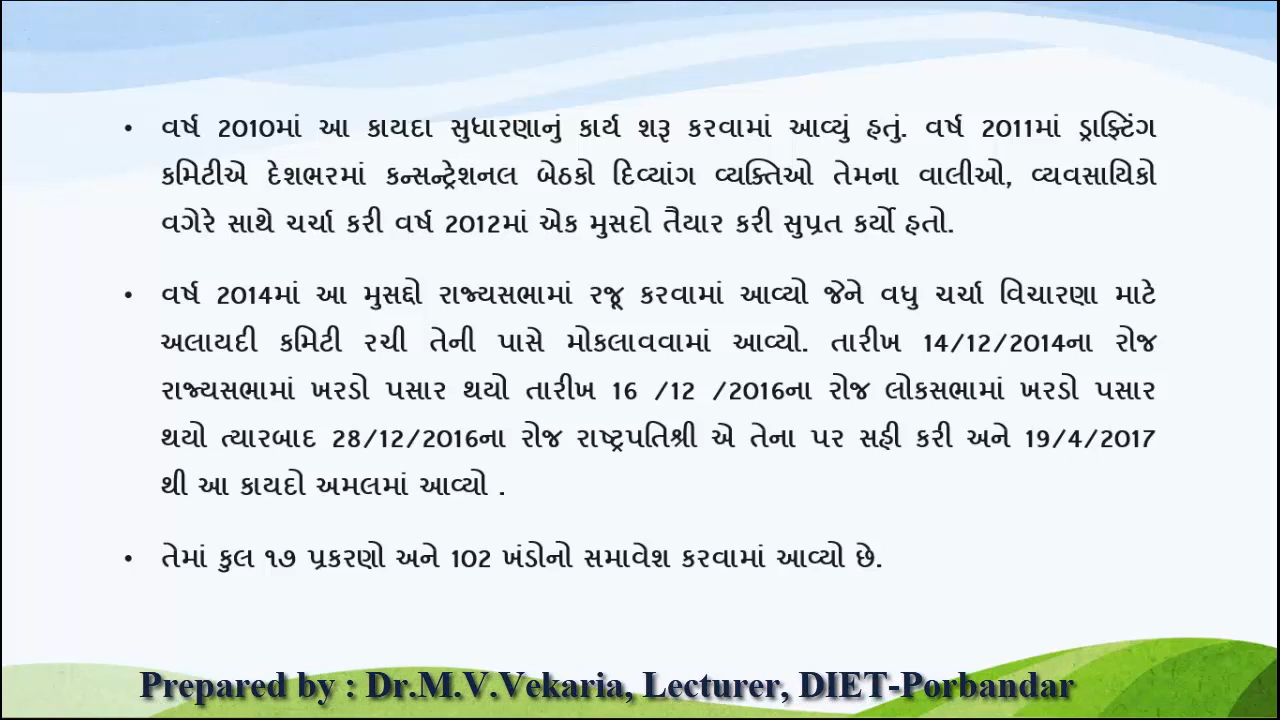 • વર્ષ 2010માં આ કાયદા સુધારણાનું કાર્ય શરૂ કરવામાં આવ્યું હતું. વર્ષ 2011માં ડ્રાફ્ટિંગ
કમિટીએ દેશભરમાં કન્સન્ટ્રેશનલ બેઠકો દિવ્યાંગ વ્યક્તિઓ તેમના વાલીઓ, વ્યવસાયિકો
વગેરે સાથે ચર્ચા કરી વર્ષ 2012માં એક મુસદો તૈયાર કરી સુપ્રત કર્યો હતો.
• વર્ષ 2014માં આ મુસદ્દો રાજ્યસભામાં રજૂ કરવામાં આવ્યો જેને વધુ ચર્ચા વિચારણા માટે
અલાયદી કમિટી રચી તેની પાસે મોકલાવવામાં આવ્યો. તારીખ 14/12/2014ના રોજ
રાજ્યસભામાં ખરડો પસાર થયો તારીખ 16 /12 /2016ના રોજ લોકસભામાં ખરડો પસાર
થયો ત્યારબાદ 28/12/2016ના રોજ રાષ્ટ્રપતિશ્રી એ તેના પર સહી કરી અને 19/4/2017
થી આ કાયદો અમલમાં આવ્યો .
• તેમાં કુલ ૧૭ પ્રકરણો અને 102 ખંડોનો સમાવેશ કરવામાં આવ્યો છે.
Prepared by : Dr.M.V.Vekaria, Lecturer, DIET-Porbandar